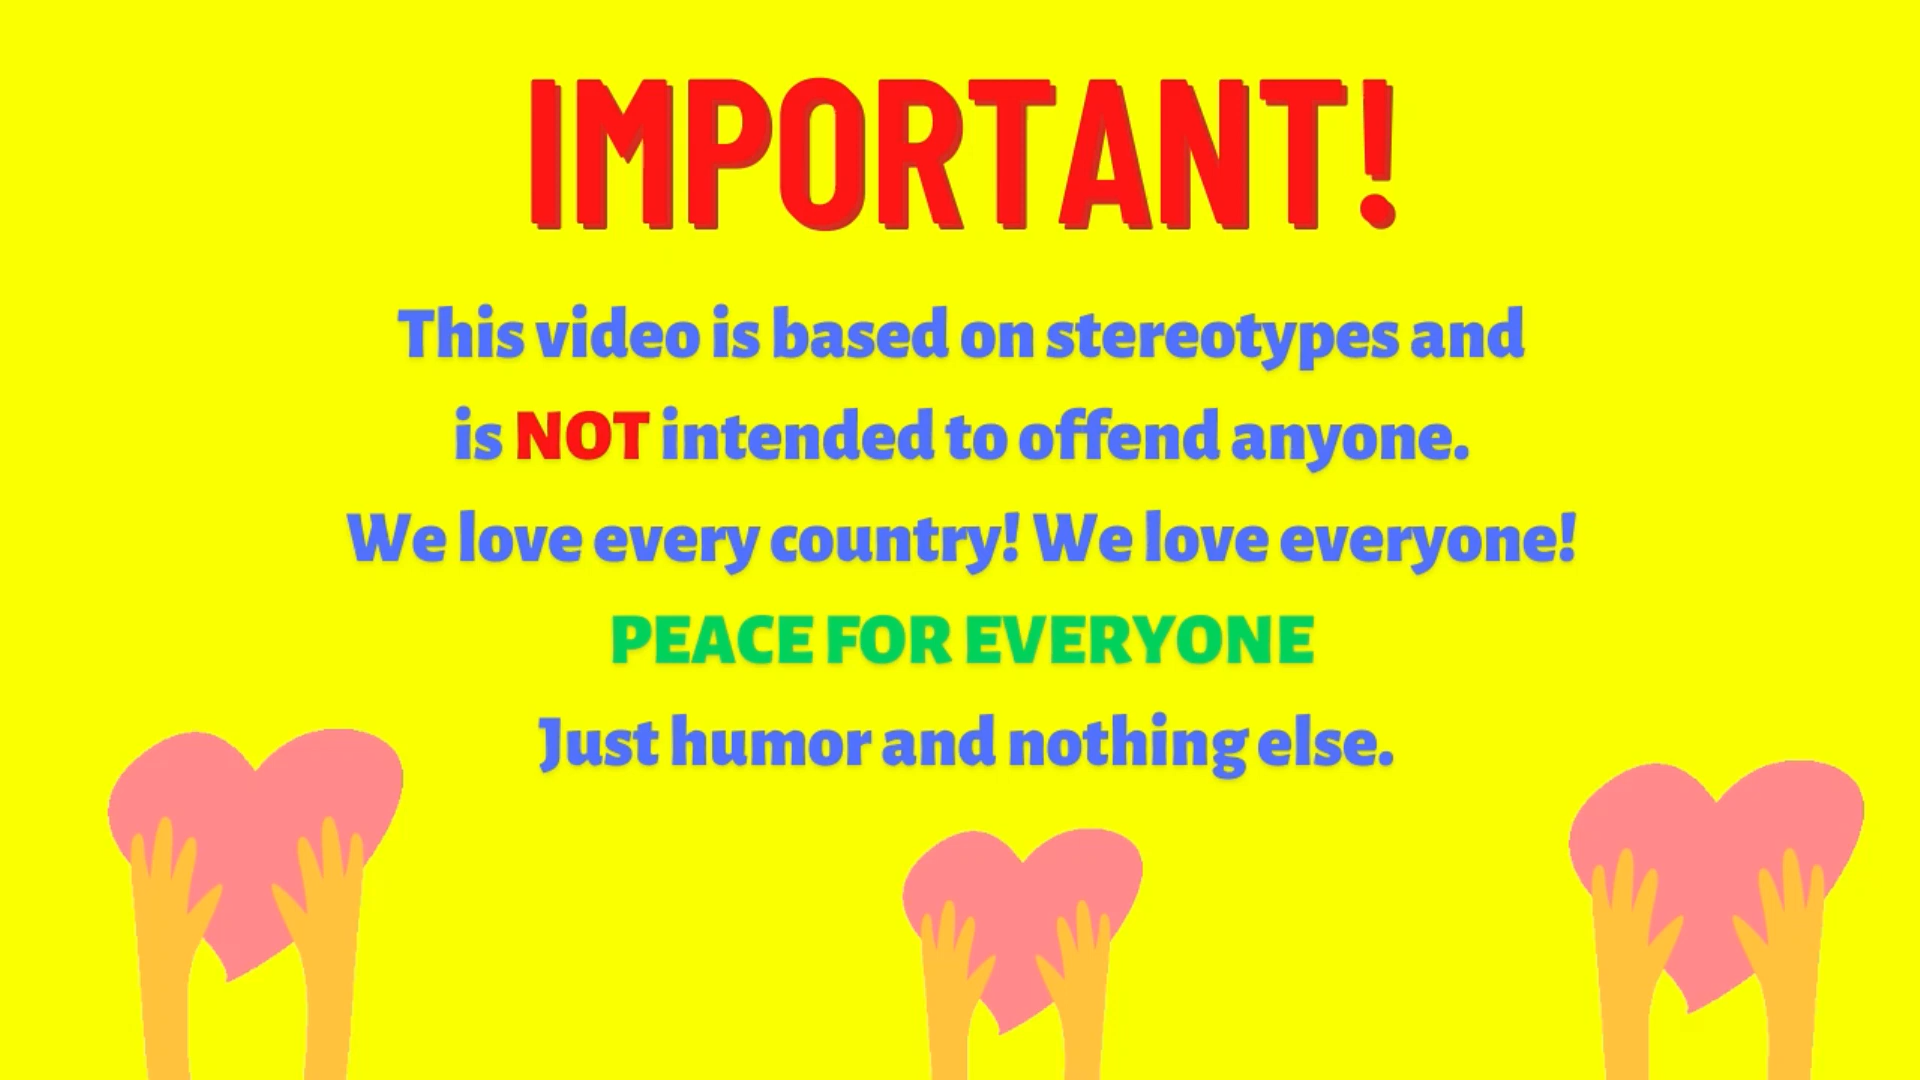 IMPORTANT!
This video is based on stereotypes and
is NOT intended to offend anyone.
We love every country! We love everyone!
PEACE FOR EVERYONE
Just humor and nothing else.